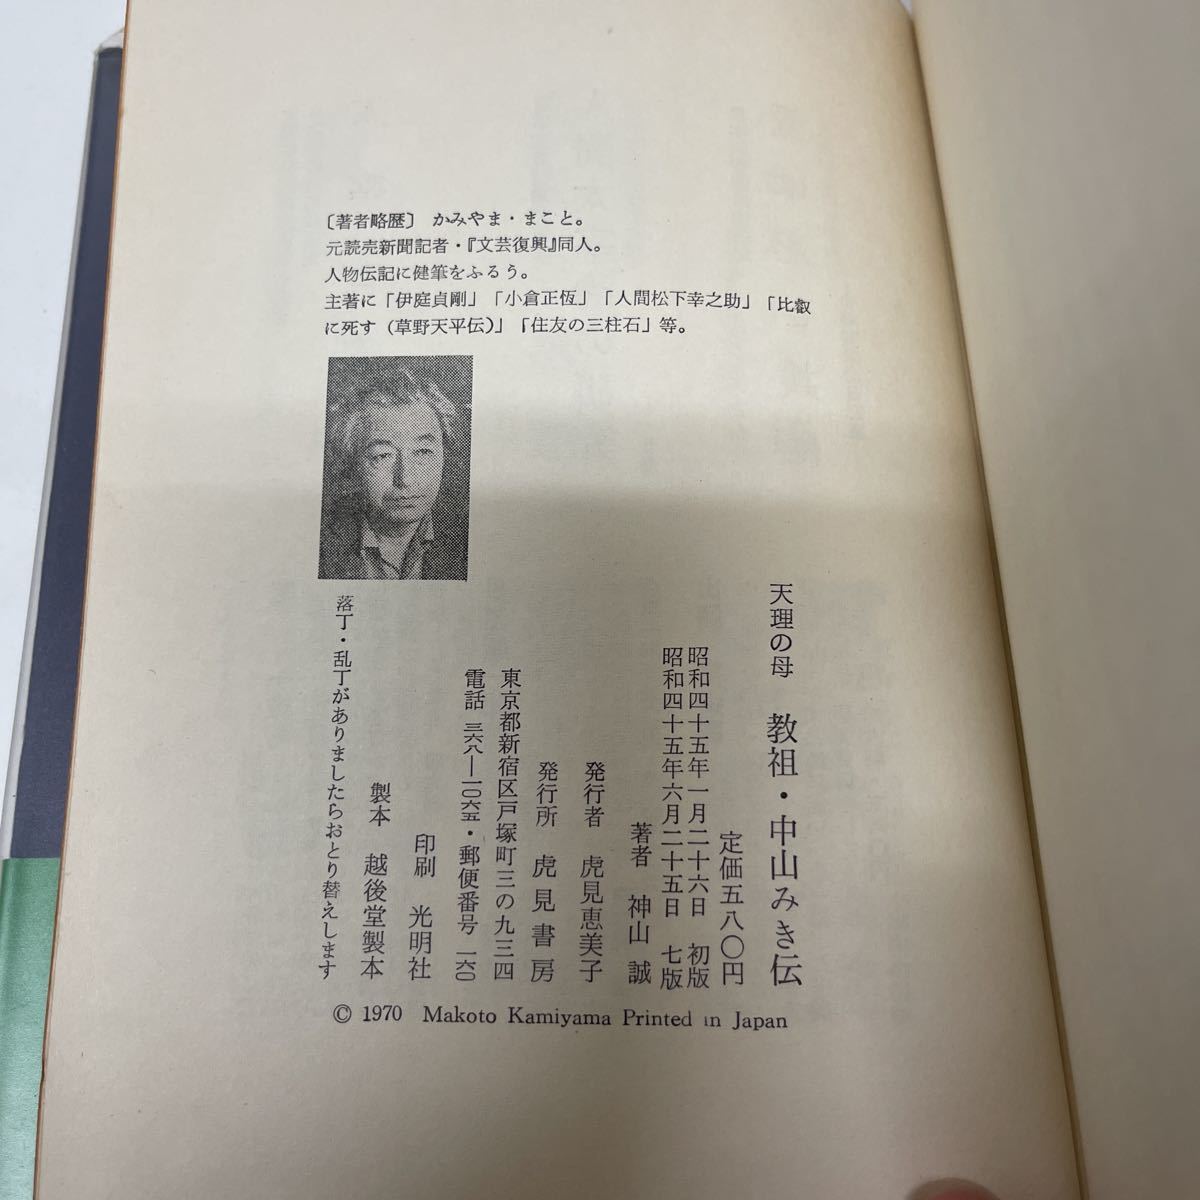 〔著者略歴〕 かみやま・まこと。
元読売新聞記者・『文芸復興』同人。
人物伝記に健筆をふるう。
主著に「伊庭貞剛」「小倉正恆」「人間松下幸之助」「比叡
に死す(草野天平伝)」「住友の三柱石」等。
天理の母 教祖・中山みき伝
定価五八〇円
昭和四十五年一月二十六日 初版
昭和四十五年六月二十五日 七版
著者 神山 誠
発行者 虎見恵美子
発行所 虎見書房
東京都新宿区戸塚町三の九三四
電話 三六八―一〇六五・郵便番号 一六〇
印刷 光明社
製本 越後堂製本
落丁・乱丁がありましたらおとり替えします
© 1970 Makoto Kamiyama Printed in Japan